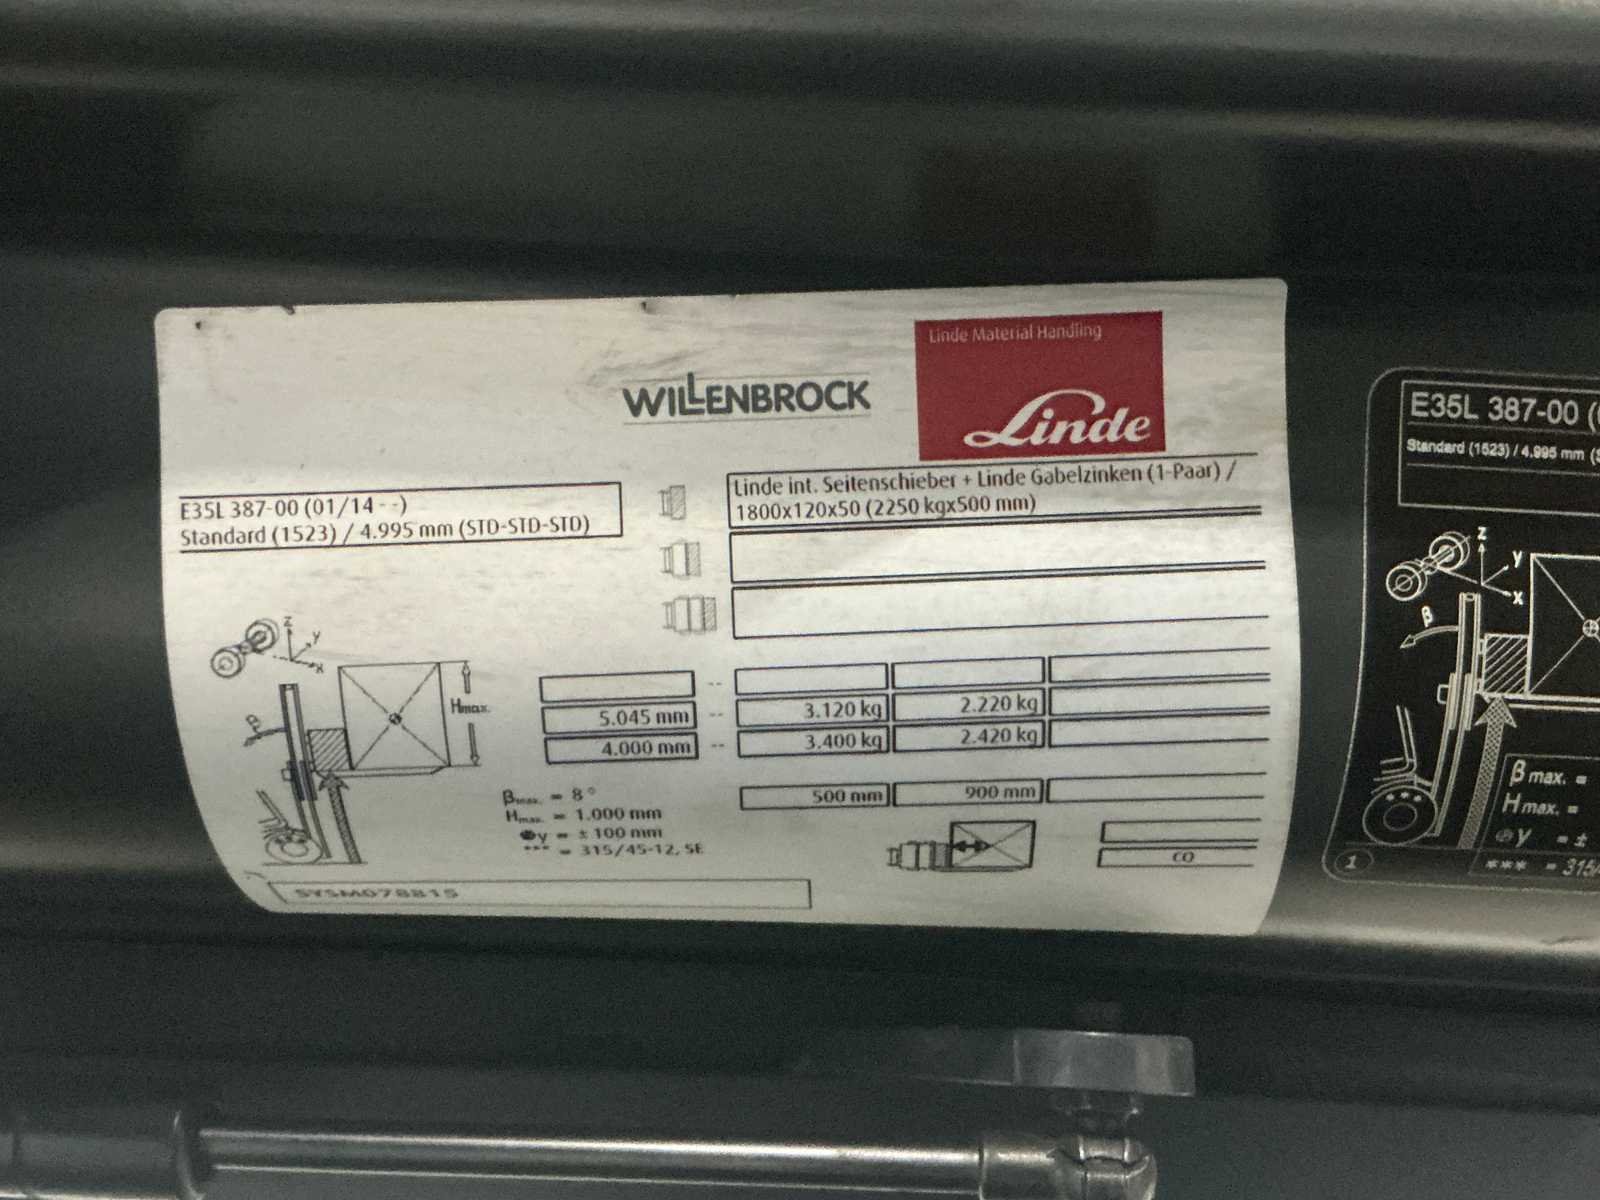 Linde Material Handling
WILLENBROCK
Linde
E35L 387-00 (01/14 - -)
Standard (1523) / 4.995 mm (STD-STD-STD)
Linde int. Seitenschieber + Linde Gabelzinken (1-Paar) /
1800x120x50 (2250 kgx500 mm)
z
y
x
β
Hmax.
5.045 mm -- 3.120 kg 2.220 kg
4.000 mm -- 3.400 kg 2.420 kg
500 mm 900 mm
βmax. = 8 °
Hmax. = 1.000 mm
y = ± 100 mm
*** = 315/45-12, SE
CO
SYSM078815
E35L 387-00 (
Standard (1523) / 4.995 mm (S
Z
Y
X
β
βmax. =
Hmax. =
y = ±
*** = 315/
1